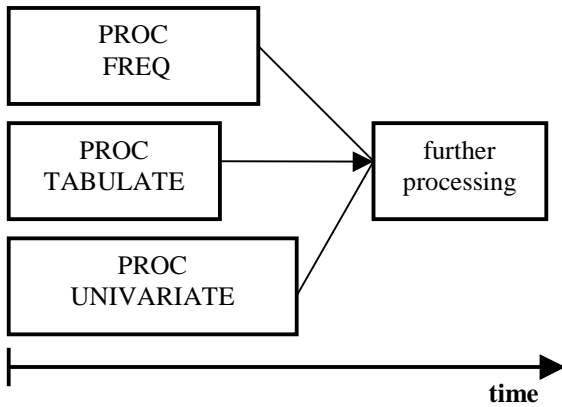 PROC
FREQ
PROC
TABULATE
further
processing
PROC
UNIVARIATE
time